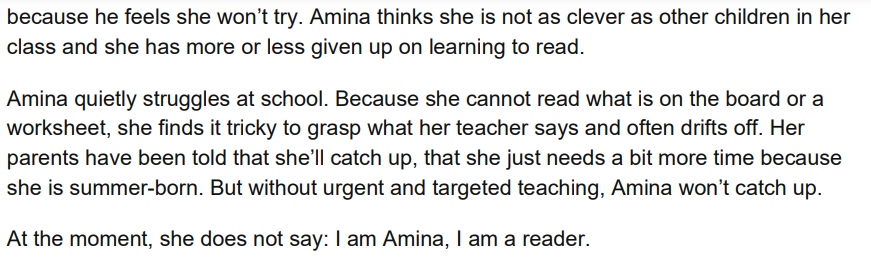 because he feels she won’t try. Amina thinks she is not as clever as other children in her
class and she has more or less given up on learning to read.
Amina quietly struggles at school. Because she cannot read what is on the board or a
worksheet, she finds it tricky to grasp what her teacher says and often drifts off. Her
parents have been told that she’ll catch up, that she just needs a bit more time because
she is summer-born. But without urgent and targeted teaching, Amina won’t catch up.
At the moment, she does not say: I am Amina, I am a reader.